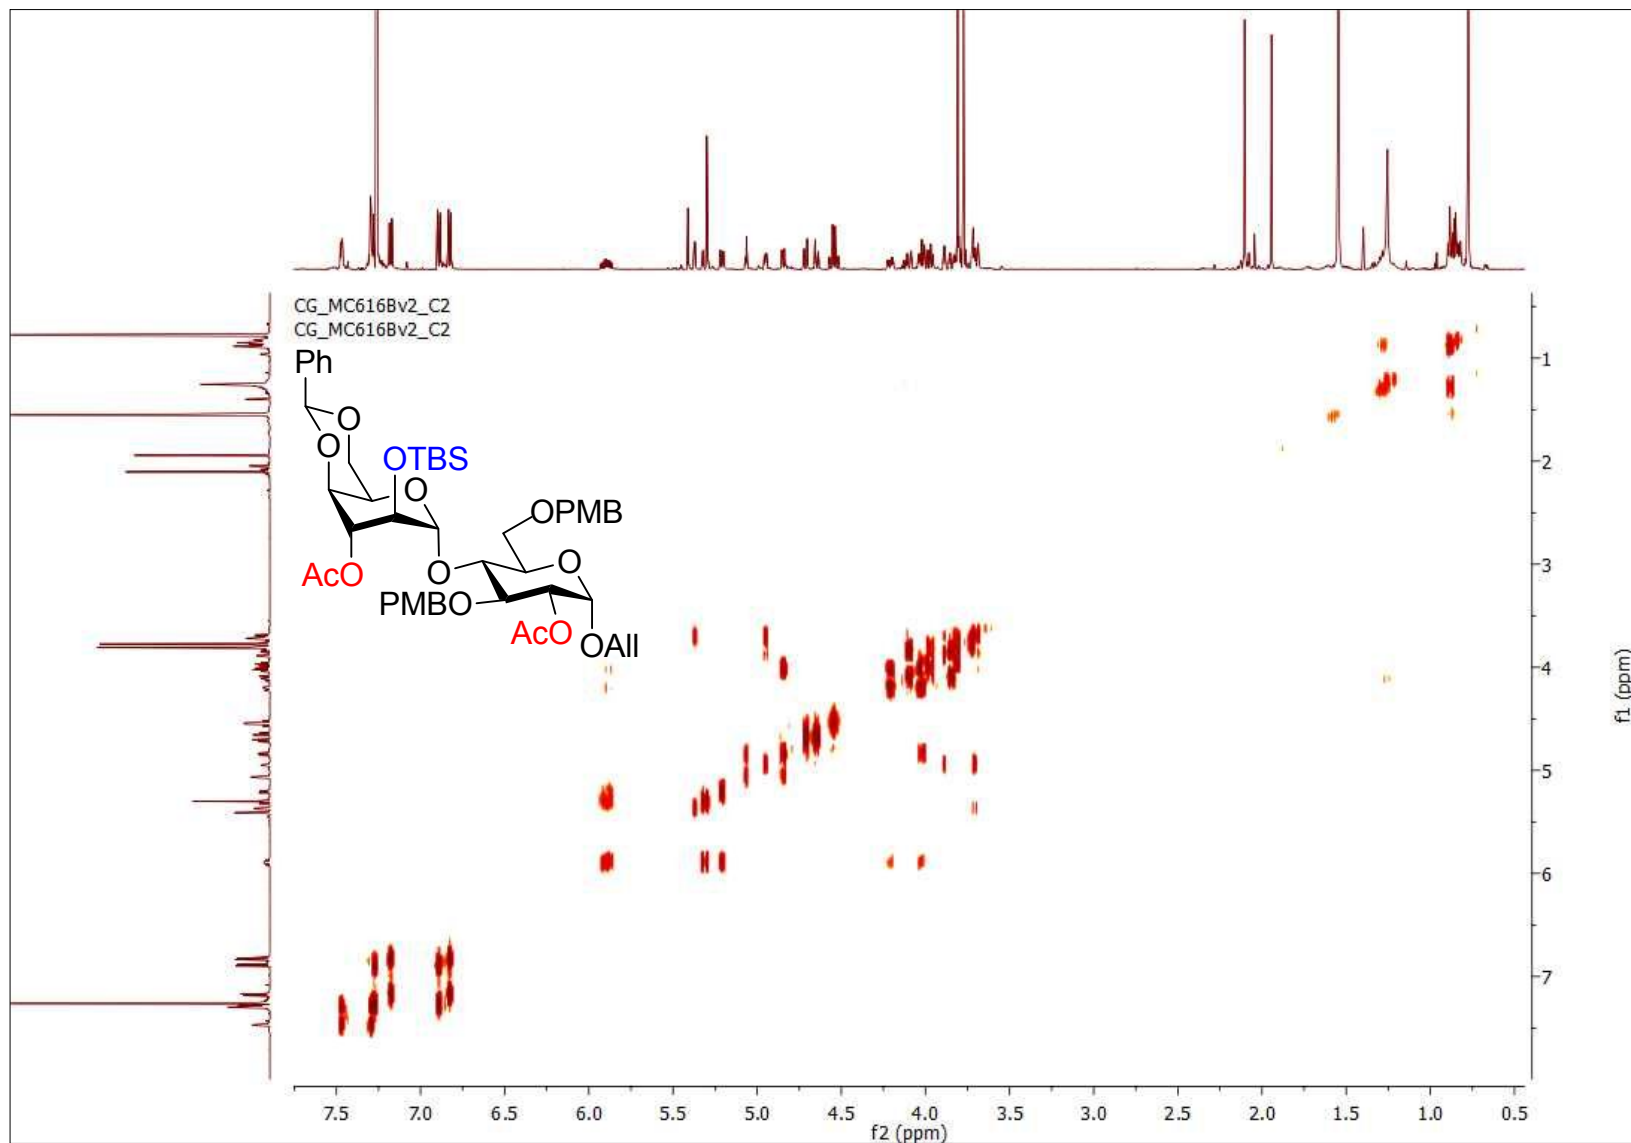 CG_MC616Bv2_C2
CG_MC616Bv2_C2
Ph
O
O
OTBS
O
OPMB
AcO
O
O
PMBO
AcO
OAll
1
2
3
4
5
6
7
f1 (ppm)
7.5 7.0 6.5 6.0 5.5 5.0 4.5 4.0 3.5 3.0 2.5 2.0 1.5 1.0 0.5
f2 (ppm)